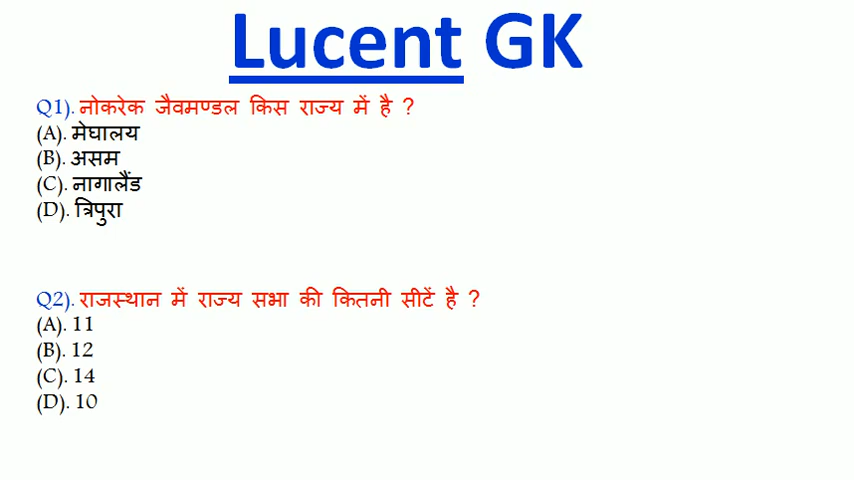 Lucent GK
Q1). नोकरेक जैवमण्डल किस राज्य में है ?
(A). मेघालय
(B). असम
(C). नागालैंड
(D). त्रिपुरा
Q2). राजस्थान में राज्य सभा की कितनी सीटें है ?
(A). 11
(B). 12
(C). 14
(D). 10